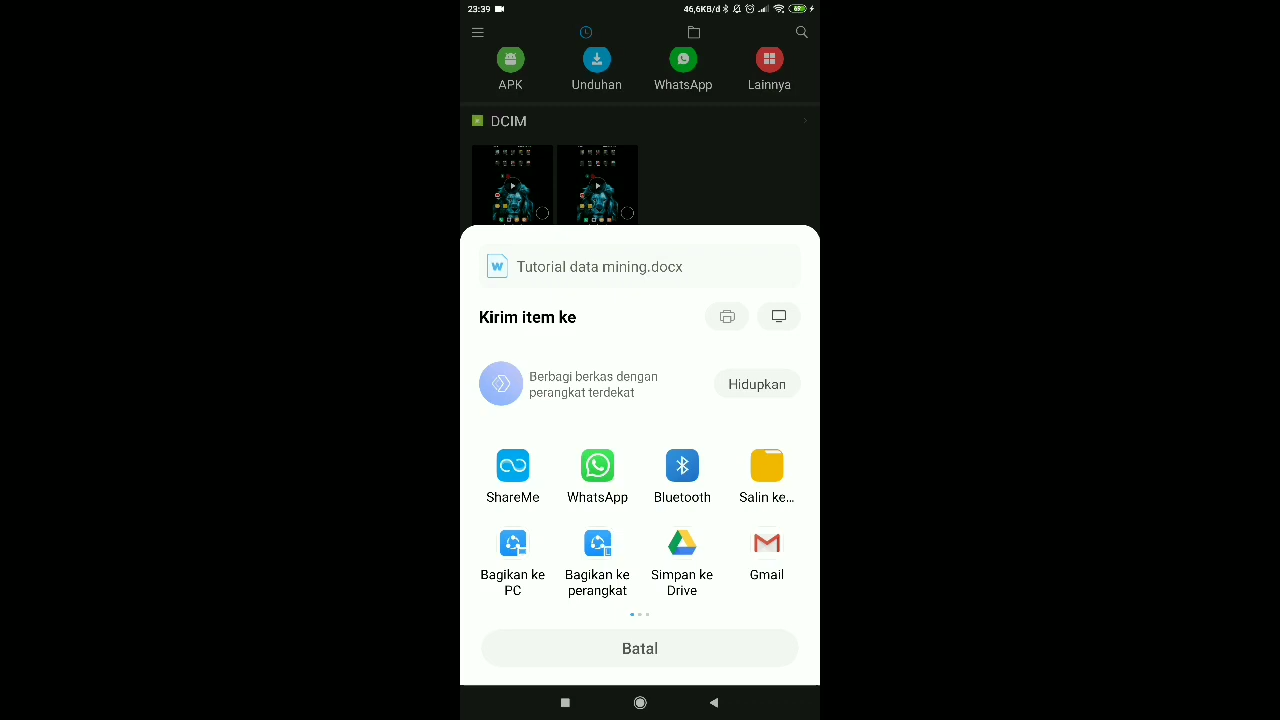 23:39
46,6KB/d
69
APK
Unduhan
WhatsApp
Lainnya
DCIM
W Tutorial data mining.docx
Kirim item ke
Berbagi berkas dengan
perangkat terdekat
Hidupkan
ShareMe
WhatsApp
Bluetooth
Salin ke...
Bagikan ke
PC
Bagikan ke
perangkat
Simpan ke
Drive
Gmail
Batal